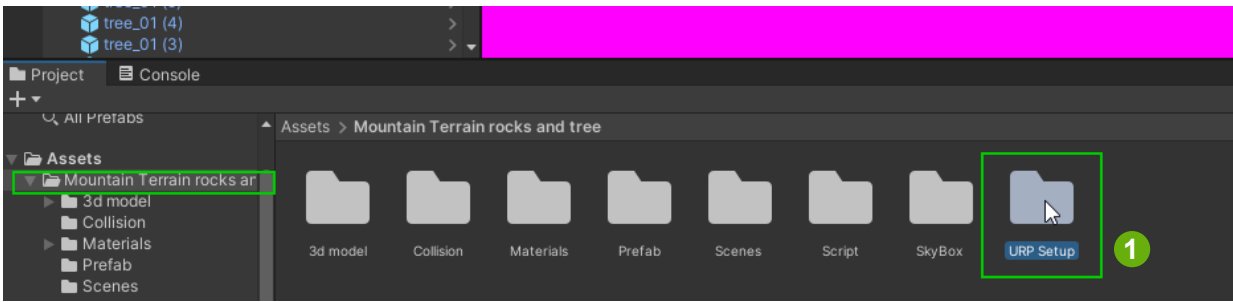 tree_01 (4)
tree_01 (3)
Project
Console
All Prefabs
Assets > Mountain Terrain rocks and tree
Assets
Mountain Terrain rocks ar
3d model
Collision
Materials
Prefab
Scenes
3d model
Collision
Materials
Prefab
Scenes
Script
SkyBox
URP Setup
1